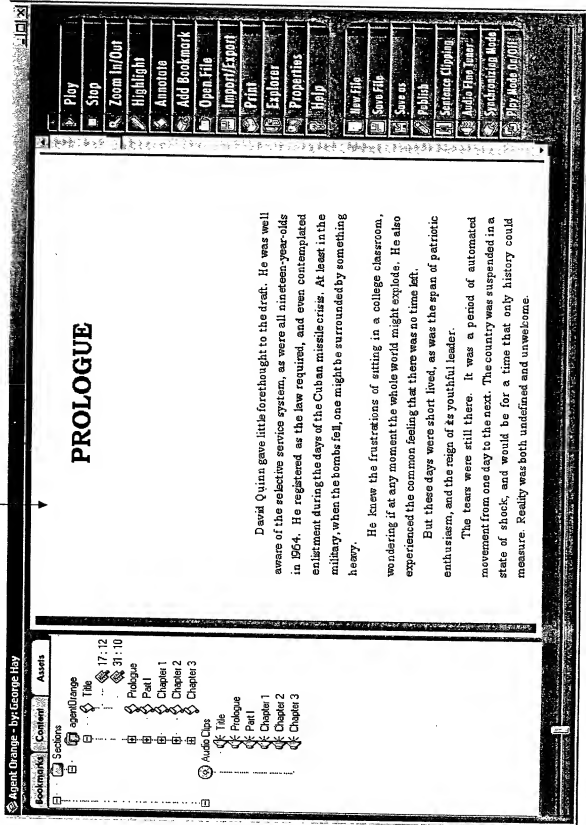 Agent Orange - by: George Hay
Bookmarks
Content
Assets
Sections
agentOrange
Title
17:12
31:10
Prologue
Part I
Chapter 1
Chapter 2
Chapter 3
Audio Clips
Title
Prologue
Part I
Chapter 1
Chapter 2
Chapter 3
PROLOGUE
David Quinn gave little forethought to the draft. He was well
aware of the selective service system, as were all nineteen-year-olds
in 1964. He registered as the law required, and even contemplated
enlistment during the days of the Cuban missile crisis. At least in the
military, when the bombs fell, one might be surrounded by something
heavy.
He knew the frustrations of sitting in a college classroom,
wondering if at any moment the whole world might explode. He also
experienced the common feeling that there was no time left.
But these days were short lived, as was the span of patriotic
enthusiasm, and the reign of its youthful leader.
The tears were still there. It was a period of automated
movement from one day to the next. The country was suspended in a
state of shock, and would be for a time that only history could
measure. Reality was both undefined and unwelcome.
Play
Stop
Zoom In/Out
Highlight
Annotate
Add Bookmark
Open File
Import/Export
Print
Explorer
Properties
Help
New File
Save File
Save as
Publish
Sentence Clipping
Audio Fine Tuner
Synchronizing Mode
Play Mode On/Off